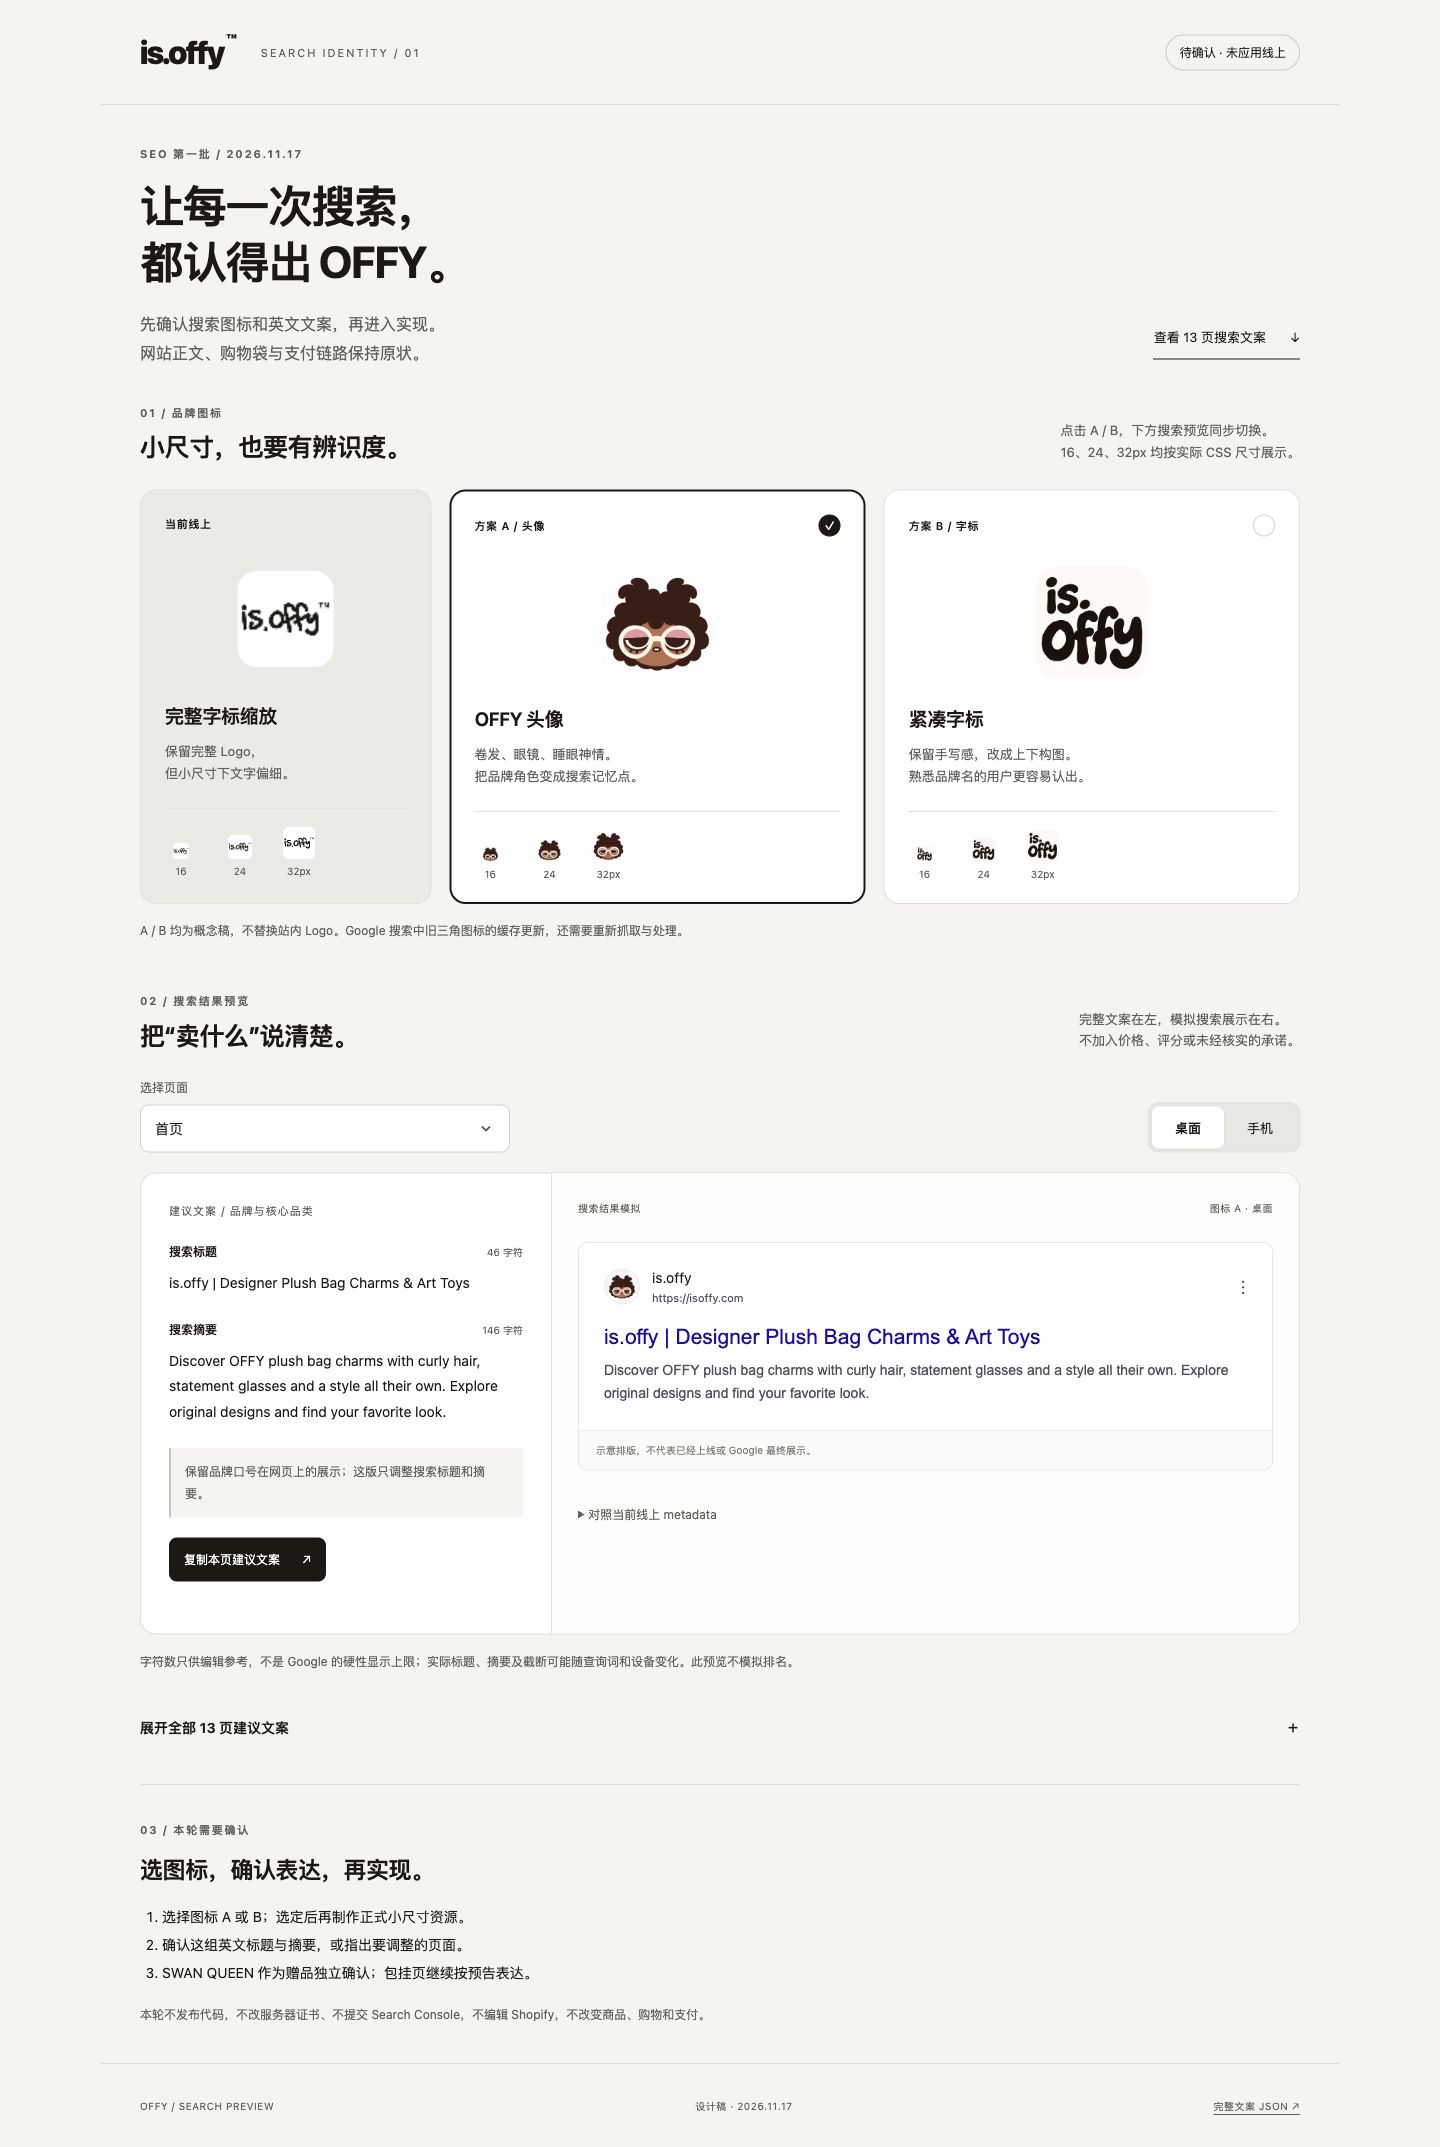 is.offy™
SEARCH IDENTITY / 01
待确认 · 未应用线上
SEO 第一批 / 2026.11.17
让每一次搜索，
都认得出 OFFY。
先确认搜索图标和英文文案，再进入实现。
网站正文、购物袋与支付链路保持原状。
查看 13 页搜索文案 ↓
01 / 品牌图标
小尺寸，也要有辨识度。
点击 A / B，下方搜索预览同步切换。
16、24、32px 均按实际 CSS 尺寸展示。
当前线上
is.offy™
完整字标缩放
保留完整 Logo，
但小尺寸下文字偏细。
is.offy is.offy is.offy
16 24 32px
方案 A / 头像
OFFY 头像
卷发、眼镜、睡眼神情。
把品牌角色变成搜索记忆点。
16 24 32px
方案 B / 字标
is.
offy
紧凑字标
保留手写感，改成上下构图。
熟悉品牌名的用户更容易认出。
is. is. is.
offy offy offy
16 24 32px
A / B 均为概念稿，不替换站内 Logo。Google 搜索中旧三角图标的缓存更新，还需要重新抓取与处理。
02 / 搜索结果预览
把“卖什么”说清楚。
完整文案在左，模拟搜索展示在右。
不加入价格、评分或未经核实的承诺。
选择页面
首页
桌面 手机
建议文案 / 品牌与核心品类
搜索标题 46 字符
is.offy | Designer Plush Bag Charms & Art Toys
搜索摘要 146 字符
Discover OFFY plush bag charms with curly hair,
statement glasses and a style all their own. Explore
original designs and find your favorite look.
保留品牌口号在网页上的展示；这版只调整搜索标题和摘
要。
复制本页建议文案 ↗
搜索结果模拟 图标 A · 桌面
is.offy
https://isoffy.com
is.offy | Designer Plush Bag Charms & Art Toys
Discover OFFY plush bag charms with curly hair, statement glasses and a style all their own. Explore
original designs and find your favorite look.
示意排版，不代表已经上线或 Google 最终展示。
▶ 对照当前线上 metadata
字符数只供编辑参考，不是 Google 的硬性显示上限；实际标题、摘要及截断可能随查询词和设备变化。此预览不模拟排名。
展开全部 13 页建议文案 +
03 / 本轮需要确认
选图标，确认表达，再实现。
1. 选择图标 A 或 B；选定后再制作正式小尺寸资源。
2. 确认这组英文标题与摘要，或指出要调整的页面。
3. SWAN QUEEN 作为赠品独立确认；包挂页继续按预告表达。
本轮不发布代码，不改服务器证书、不提交 Search Console，不编辑 Shopify，不改变商品、购物和支付。
OFFY / SEARCH PREVIEW
设计稿 · 2026.11.17
完整文案 JSON ↗